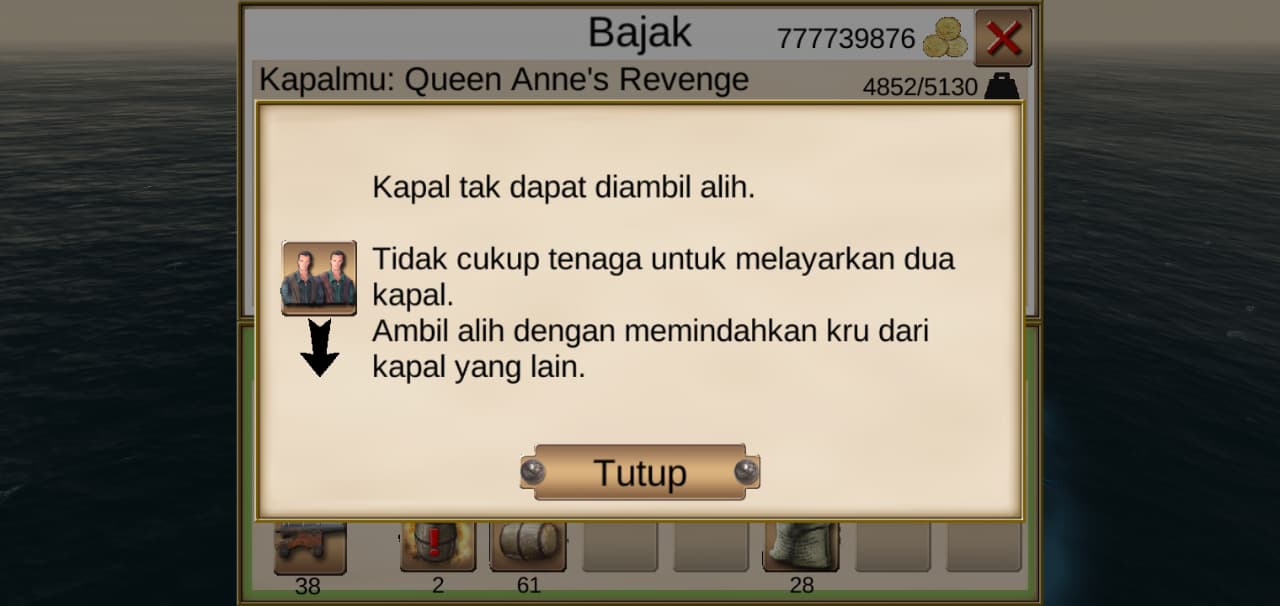 Bajak
777739876
Kapalmu: Queen Anne's Revenge
4852/5130
Kapal tak dapat diambil alih.
Tidak cukup tenaga untuk melayarkan dua
kapal.
Ambil alih dengan memindahkan kru dari
kapal yang lain.
Tutup
38
2
61
28